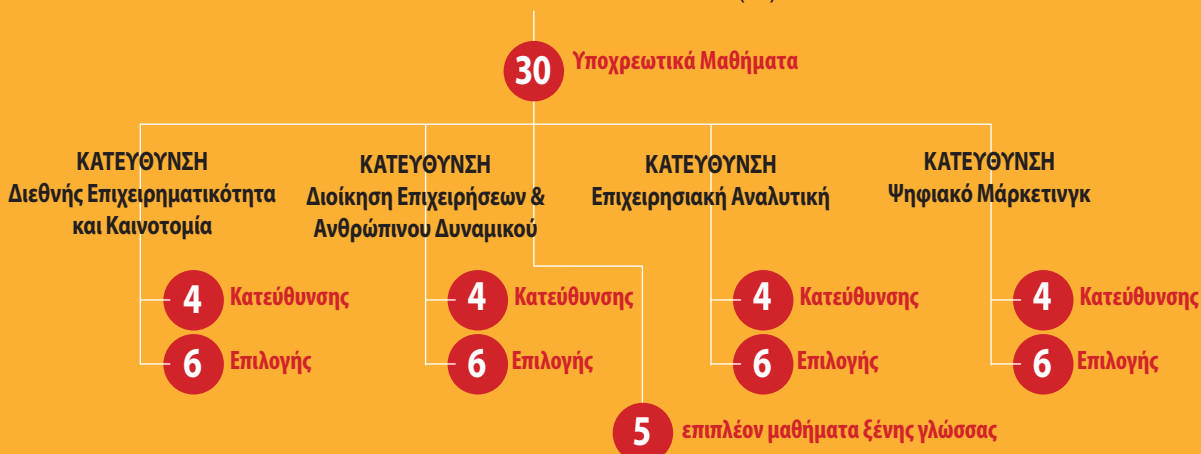 30 Υποχρεωτικά Μαθήματα
ΚΑΤΕΥΘΥΝΣΗ
Διεθνής Επιχειρηματικότητα
και Καινοτομία
4 Κατεύθυνσης
6 Επιλογής
ΚΑΤΕΥΘΥΝΣΗ
Διοίκηση Επιχειρήσεων &
Ανθρώπινου Δυναμικού
4 Κατεύθυνσης
6 Επιλογής
ΚΑΤΕΥΘΥΝΣΗ
Επιχειρησιακή Αναλυτική
4 Κατεύθυνσης
6 Επιλογής
ΚΑΤΕΥΘΥΝΣΗ
Ψηφιακό Μάρκετινγκ
4 Κατεύθυνσης
6 Επιλογής
5 επιπλέον μαθήματα ξένης γλώσσας